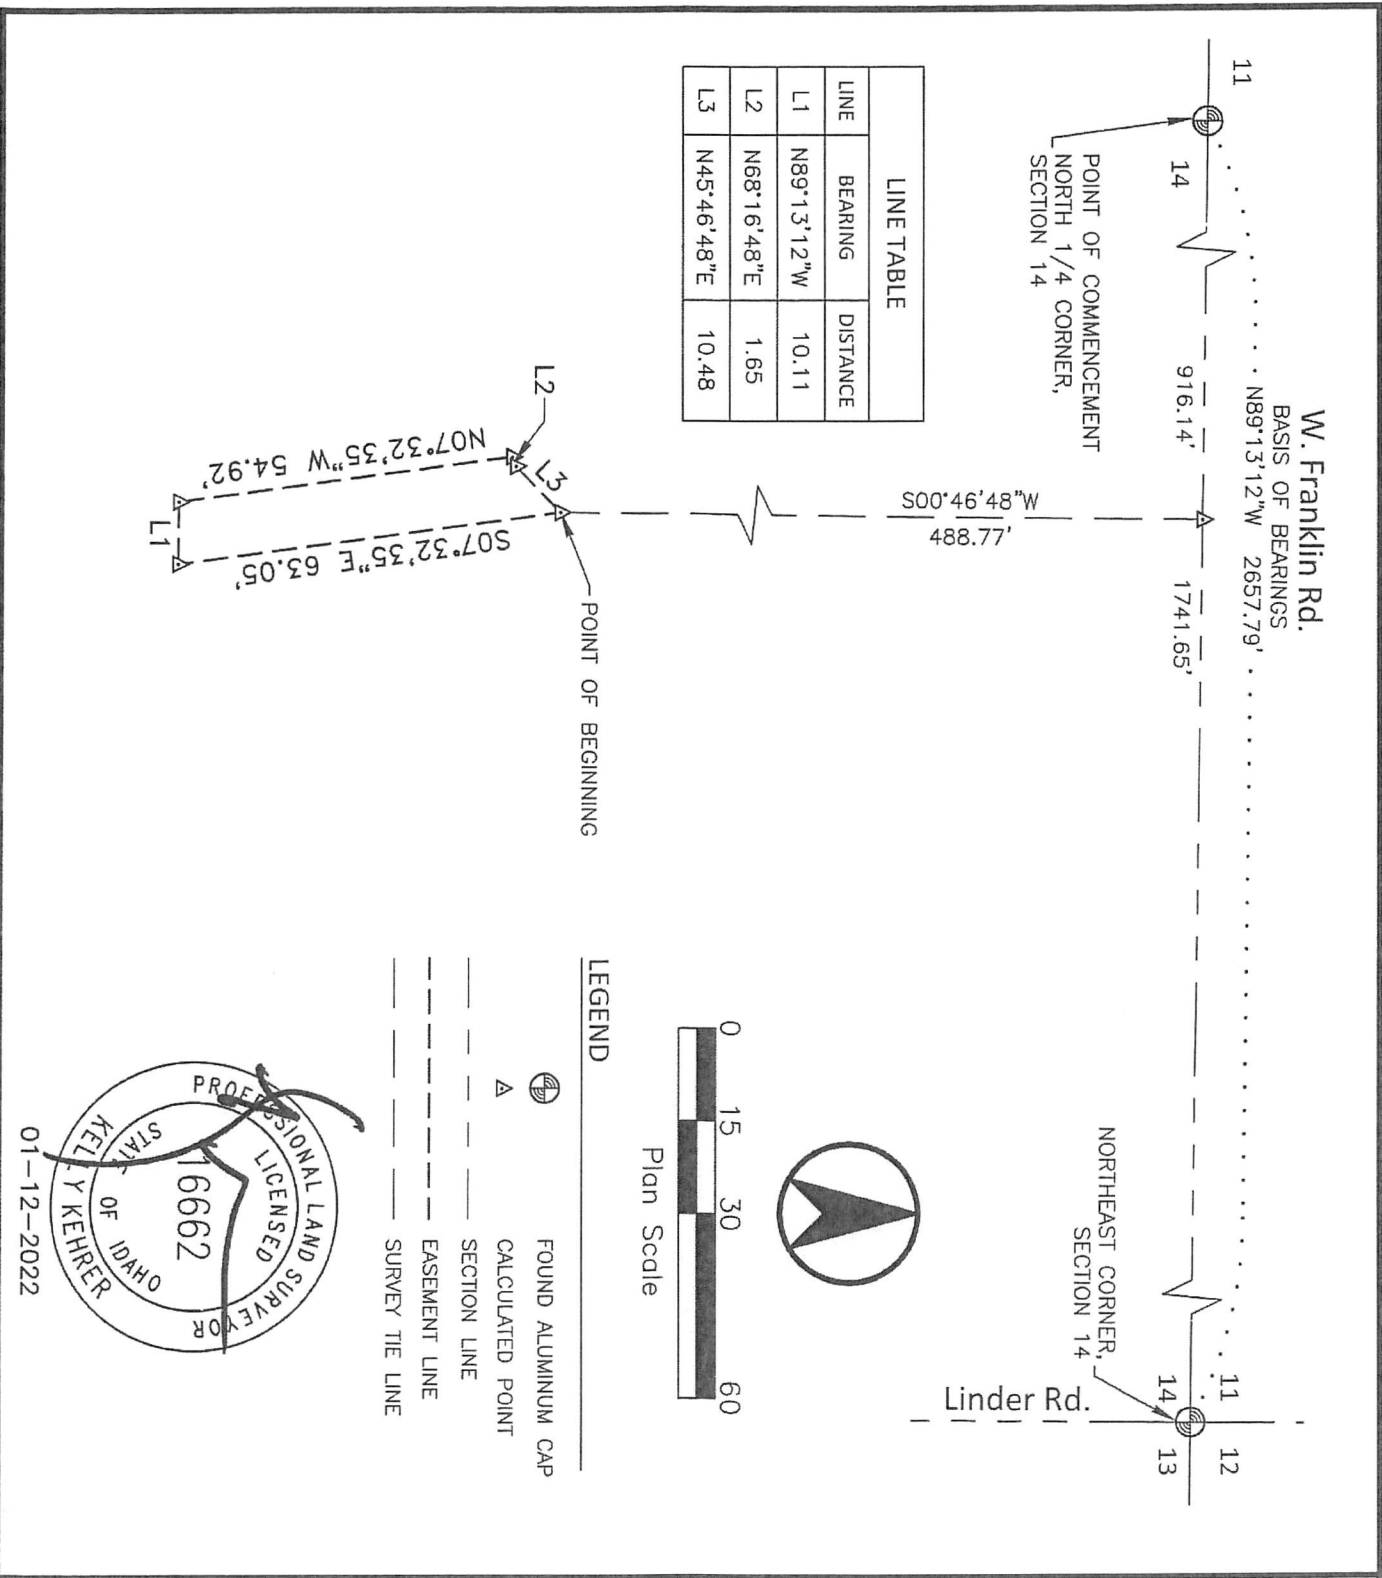 W. Franklin Rd.
BASIS OF BEARINGS
N89°13'12"W 2657.79'
11
14
916.14'
1741.65'
11
12
14
13
POINT OF COMMENCEMENT
NORTH 1/4 CORNER,
SECTION 14
NORTHEAST CORNER,
SECTION 14
Linder Rd.
S00°46'48"W
488.77'
LINE TABLE
LINE BEARING DISTANCE
L1 N89°13'12"W 10.11
L2 N68°16'48"E 1.65
L3 N45°46'48"E 10.48
L2
L3
POINT OF BEGINNING
N07°32'35"W 54.92'
S07°32'35"E 63.05'
L1
0 15 30 60
Plan Scale
LEGEND
FOUND ALUMINUM CAP
CALCULATED POINT
SECTION LINE
EASEMENT LINE
SURVEY TIE LINE
PROFESSIONAL LAND SURVEYOR
LICENSED
16662
STATE OF IDAHO
KELLY KEHRER
01-12-2022